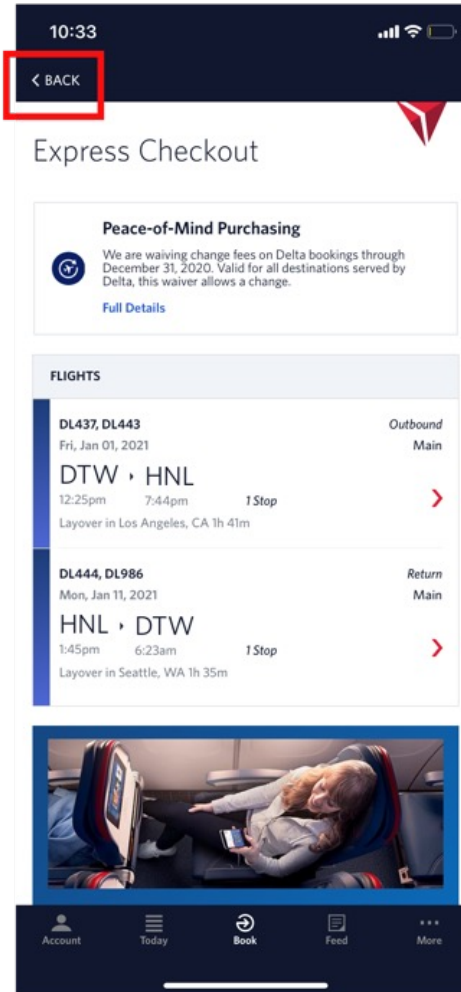 10:33
BACK
Express Checkout
Peace-of-Mind Purchasing
We are waiving change fees on Delta bookings through
December 31, 2020. Valid for all destinations served by
Delta, this waiver allows a change.
Full Details
FLIGHTS
DL437, DL443 Outbound
Fri, Jan 01, 2021 Main
DTW HNL
12:25pm 7:44pm 1 Stop
Layover in Los Angeles, CA 1h 41m
DL444, DL986 Return
Mon, Jan 11, 2021 Main
HNL DTW
1:45pm 6:23am 1 Stop
Layover in Seattle, WA 1h 35m
Account Today Book Feed More